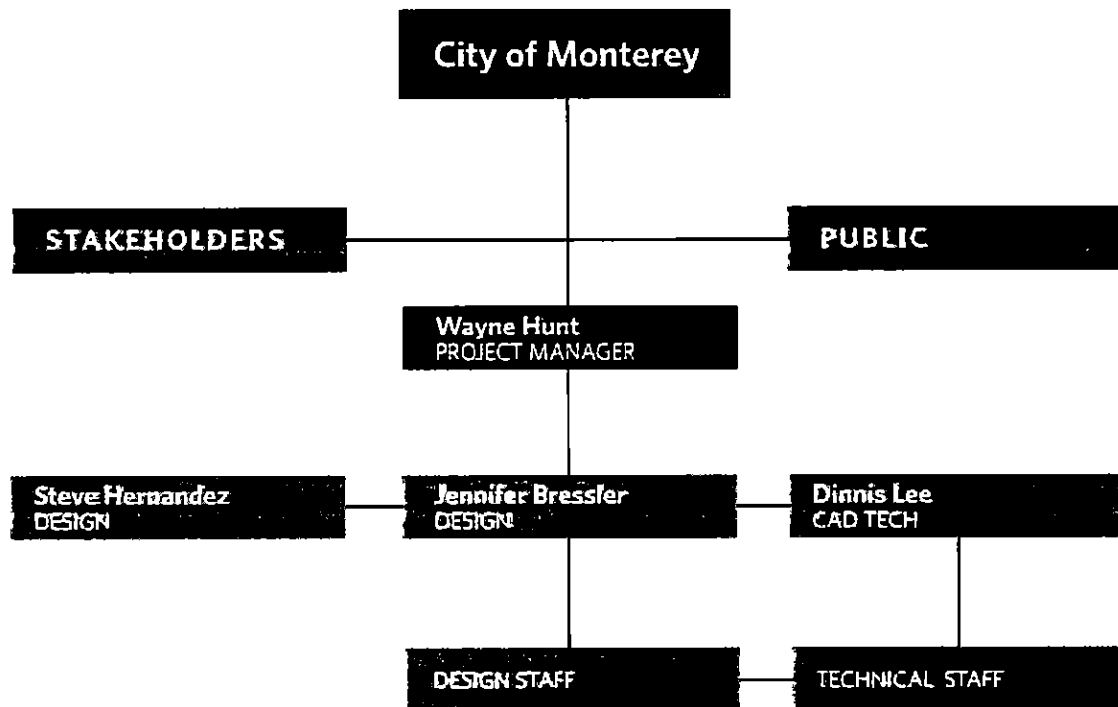 City of Monterey
STAKEHOLDERS
PUBLIC
Wayne Hunt
PROJECT MANAGER
Steve Hernandez
DESIGN
Jennifer Bressler
DESIGN
Dinnis Lee
CAD TECH
DESIGN STAFF
TECHNICAL STAFF